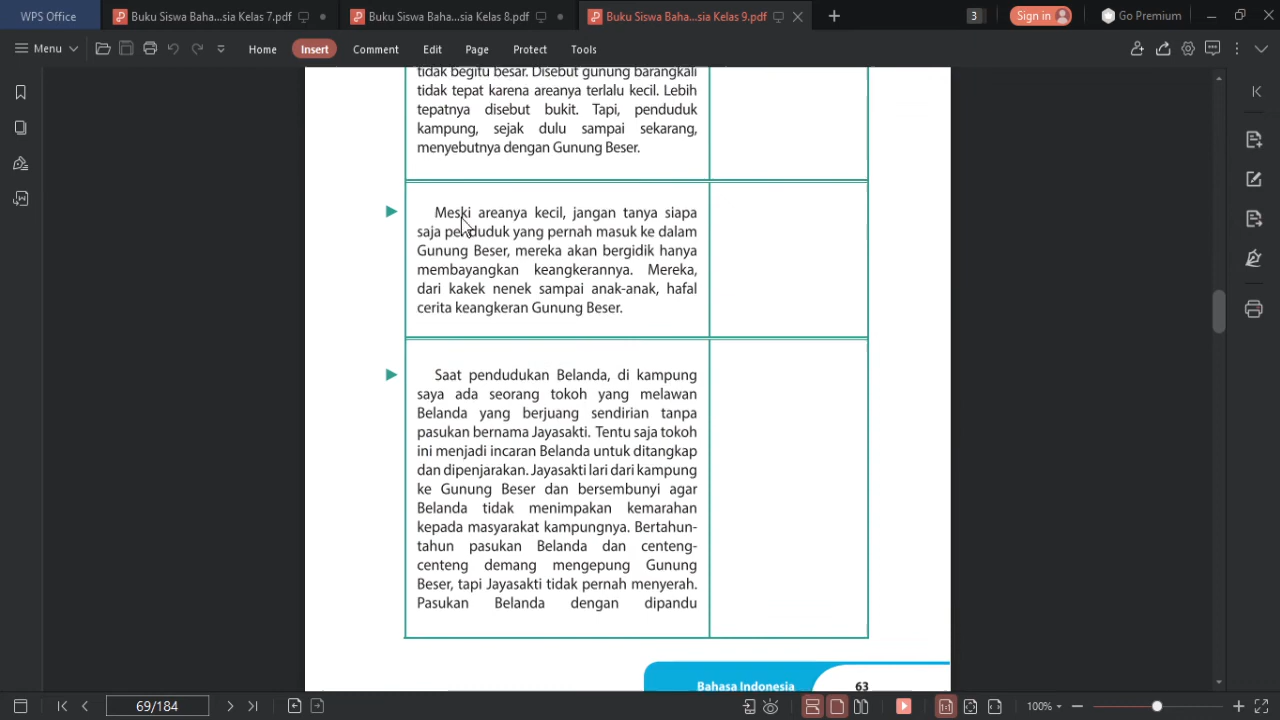 WPS Office
Buku Siswa Baha...sia Kelas 7.pdf
Buku Siswa Baha...sia Kelas 8.pdf
Buku Siswa Baha...sia Kelas 9.pdf
3
Sign in
Go Premium
Menu
Home
Insert
Comment
Edit
Page
Protect
Tools
tidak begitu besar. Disebut gunung barangkali
tidak tepat karena areanya terlalu kecil. Lebih
tepatnya disebut bukit. Tapi, penduduk
kampung, sejak dulu sampai sekarang,
menyebutnya dengan Gunung Beser.
Meski areanya kecil, jangan tanya siapa
saja penduduk yang pernah masuk ke dalam
Gunung Beser, mereka akan bergidik hanya
membayangkan keangkerannya. Mereka,
dari kakek nenek sampai anak-anak, hafal
cerita keangkeran Gunung Beser.
Saat pendudukan Belanda, di kampung
saya ada seorang tokoh yang melawan
Belanda yang berjuang sendirian tanpa
pasukan bernama Jayasakti. Tentu saja tokoh
ini menjadi incaran Belanda untuk ditangkap
dan dipenjarakan. Jayasakti lari dari kampung
ke Gunung Beser dan bersembunyi agar
Belanda tidak menimpakan kemarahan
kepada masyarakat kampungnya. Bertahun-
tahun pasukan Belanda dan centeng-
centeng demang mengepung Gunung
Beser, tapi Jayasakti tidak pernah menyerah.
Pasukan Belanda dengan dipandu
Bahasa Indonesia
63
69/184
100%